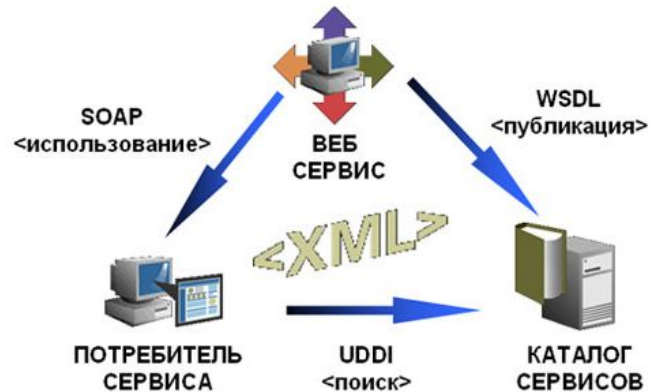 SOAP
<использование>
WSDL
<публикация>
ВЕБ
СЕРВИС
<XML>
ПОТРЕБИТЕЛЬ
СЕРВИСА
UDDI
<поиск>
КАТАЛОГ
СЕРВИСОВ